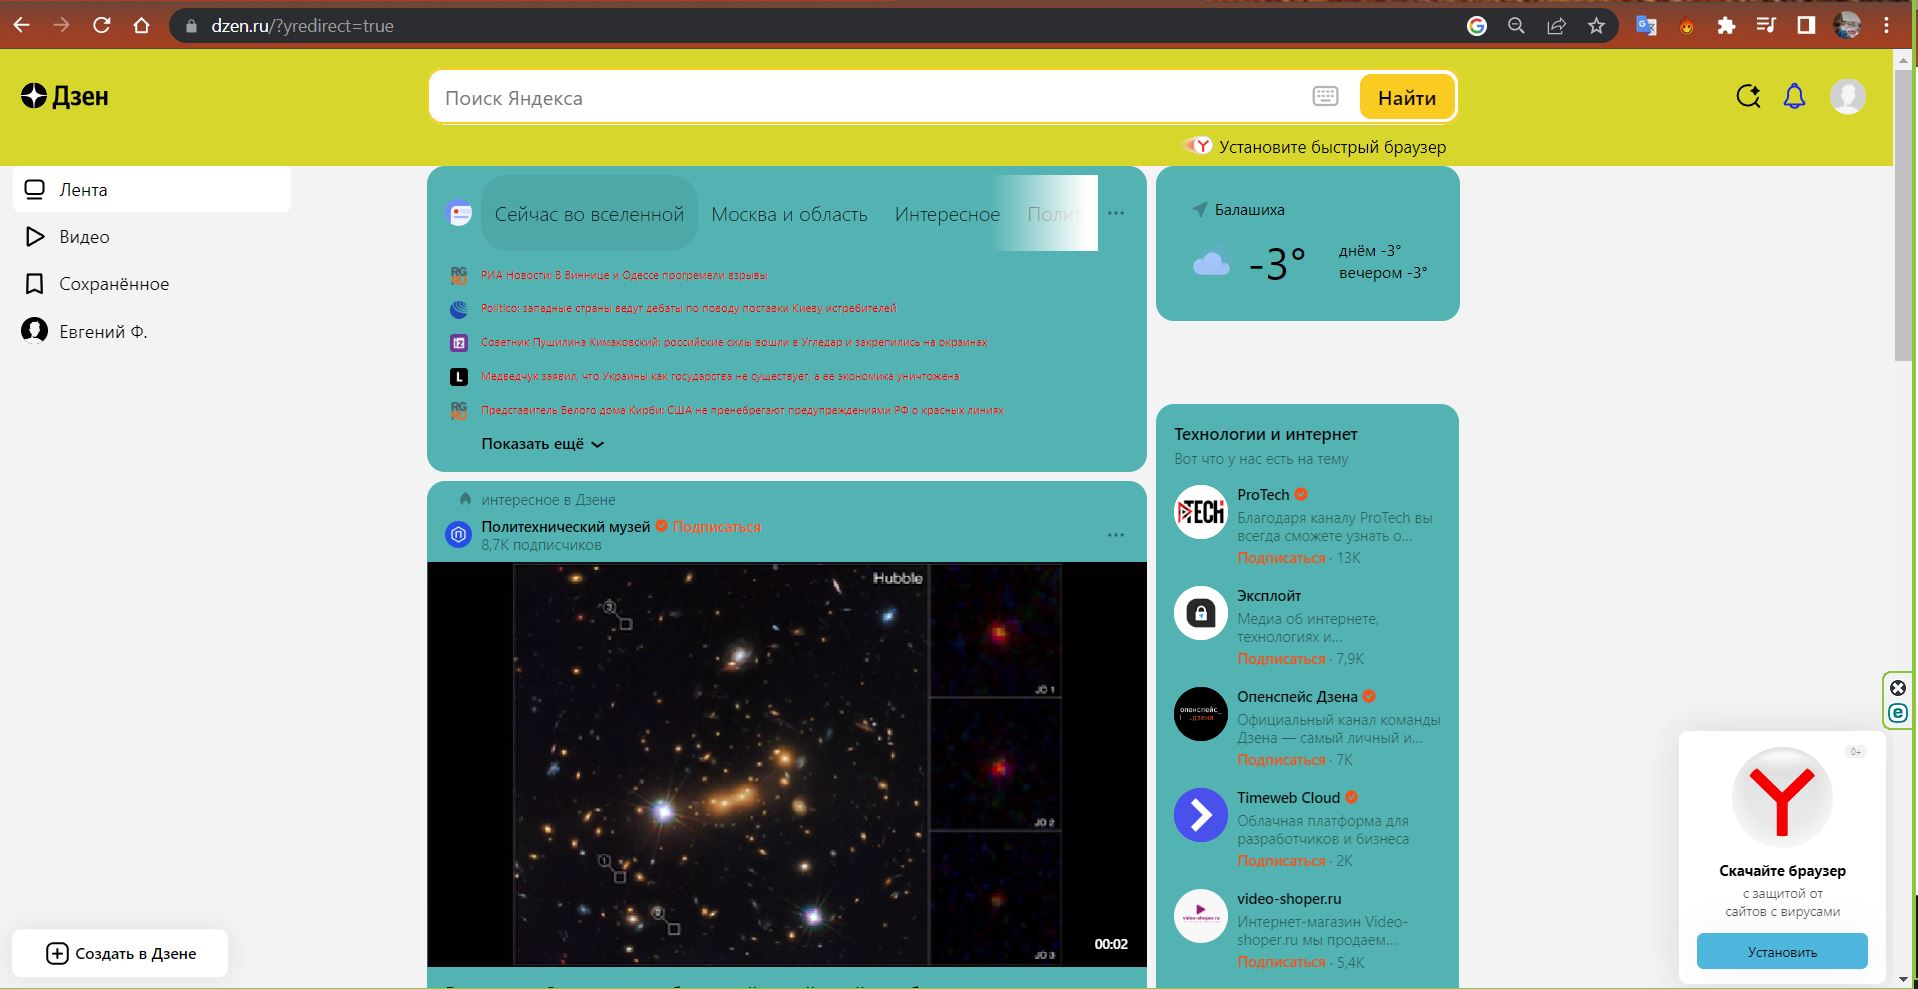 dzen.ru/?yredirect=true
Дзен
Поиск Яндекса
Найти
Установите быстрый браузер
Лента
Видео
Сохранённое
Евгений Ф.
Сейчас во вселенной
Москва и область
Интересное
Полит
РИА Новости: В Виннице и Одессе прогремели взрывы
Politico: западные страны ведут дебаты по поводу поставки Киеву истребителей
Советник Пушилина Кимаковский: российские силы вошли в Угледар и закрепились на окраинах
Медведчук заявил, что Украины как государства не существует, а ее экономика уничтожена
Представитель Белого дома Кирби: США не пренебрегают предупреждениями РФ о красных линиях
Показать ещё
Балашиха
-3°
днём -3°
вечером -3°
интересное в Дзене
Политехнический музей Подписаться
8,7K подписчиков
Hubble
JD 1
JD 2
JD 3
00:02
Технологии и интернет
Вот что у нас есть на тему
ProTech
Благодаря каналу ProTech вы
всегда сможете узнать о...
Подписаться · 13K
Эксплойт
Медиа об интернете,
технологиях и...
Подписаться · 7,9K
Опенспейс Дзена
Официальный канал команды
Дзена — самый личный и...
Подписаться · 7K
Timeweb Cloud
Облачная платформа для
разработчиков и бизнеса
Подписаться · 2K
video-shoper.ru
Интернет-магазин Video-
shoper.ru мы продаем...
Подписаться · 5,4K
0+
Скачайте браузер
с защитой от
сайтов с вирусами
Установить
Создать в Дзене